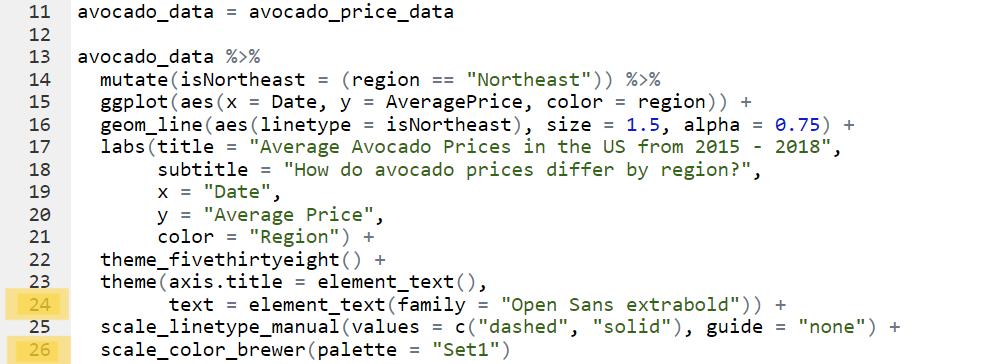 11 avocado_data = avocado_price_data
12
13 avocado_data %>%
14   mutate(isNortheast = (region == "Northeast")) %>%
15   ggplot(aes(x = Date, y = AveragePrice, color = region)) +
16   geom_line(aes(linetype = isNortheast), size = 1.5, alpha = 0.75) +
17   labs(title = "Average Avocado Prices in the US from 2015 - 2018",
18        subtitle = "How do avocado prices differ by region?",
19        x = "Date",
20        y = "Average Price",
21        color = "Region") +
22   theme_fivethirtyeight() +
23   theme(axis.title = element_text(),
24         text = element_text(family = "Open Sans extrabold")) +
25   scale_linetype_manual(values = c("dashed", "solid"), guide = "none") +
26   scale_color_brewer(palette = "Set1")